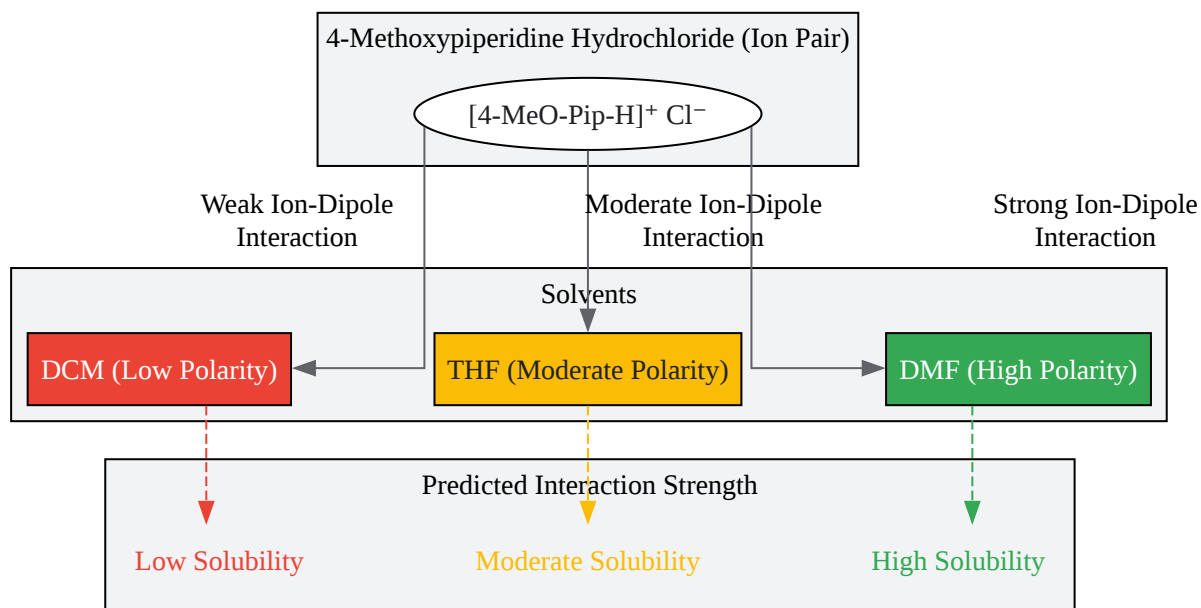 4-Methoxypiperidine Hydrochloride (Ion Pair)
[4-MeO-Pip-H]⁺ Cl⁻
Weak Ion-Dipole
Interaction
Moderate Ion-Dipole
Interaction
Strong Ion-Dipole
Interaction
Solvents
DCM (Low Polarity)
THF (Moderate Polarity)
DMF (High Polarity)
Predicted Interaction Strength
Low Solubility
Moderate Solubility
High Solubility